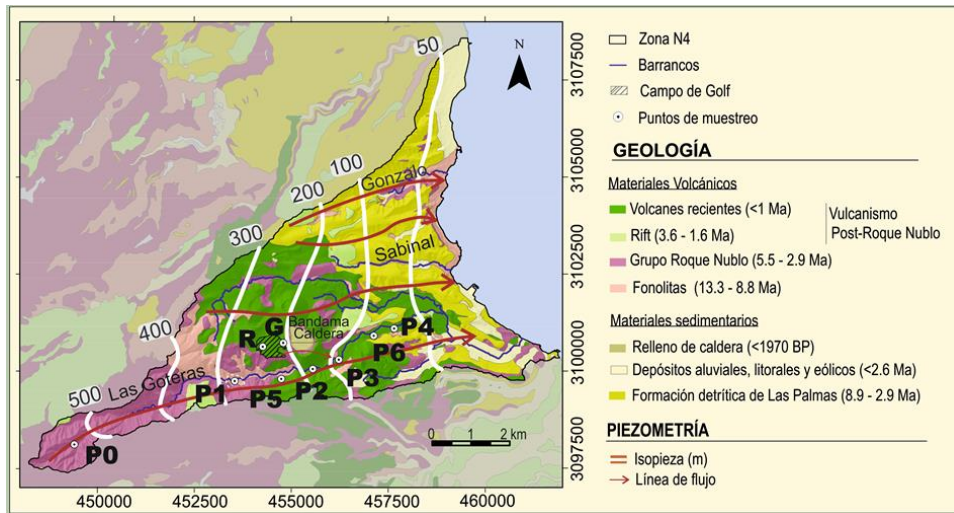 50
100
200
300
400
500
Gonzalo
Sabinal
Bandama
Caldera
Las Goteras
R
G
P0
P1
P5
P2
P3
P6
P4
N
0 1 2 km
450000 452500 455000 457500 460000
3107500
3105000
3102500
3100000
3097500
Zona N4
Barrancos
Campo de Golf
Puntos de muestreo
GEOLOGÍA
Materiales Volcánicos
Volcanes recientes (<1 Ma)
Rift (3.6 - 1.6 Ma)
Vulcanismo
Post-Roque Nublo
Grupo Roque Nublo (5.5 - 2.9 Ma)
Fonolitas (13.3 - 8.8 Ma)
Materiales sedimentarios
Relleno de caldera (<1970 BP)
Depósitos aluviales, litorales y eólicos (<2.6 Ma)
Formación detrítica de Las Palmas (8.9 - 2.9 Ma)
PIEZOMETRÍA
Isopieza (m)
Línea de flujo